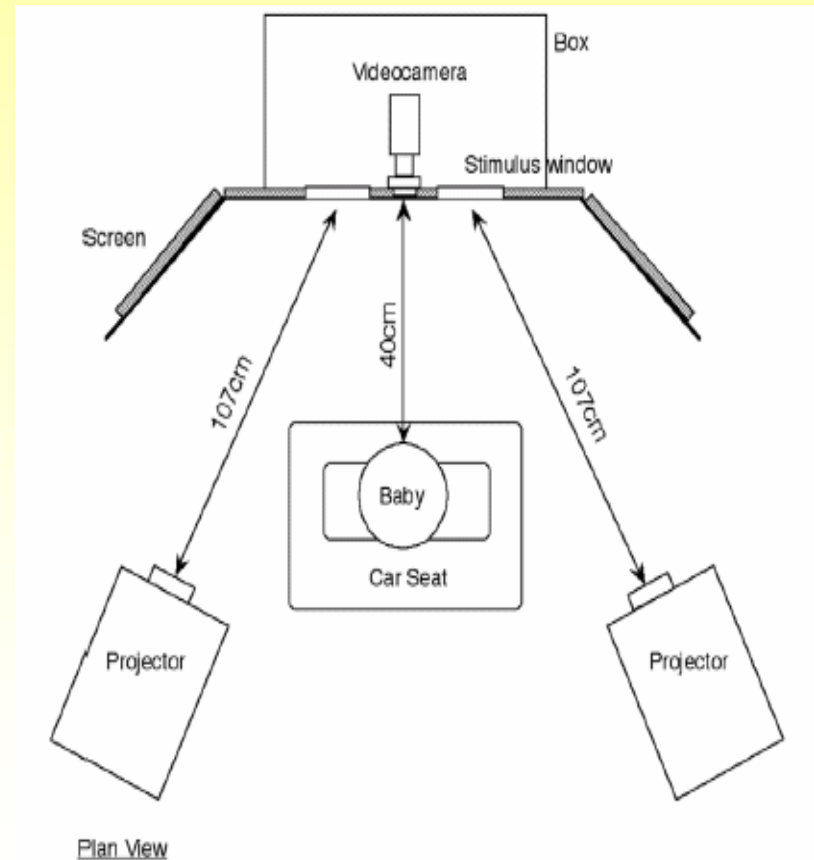 Box
Videocamera
Stimulus window
Screen
40cm
107cm
107cm
Baby
Car Seat
Projector
Projector
Plan View